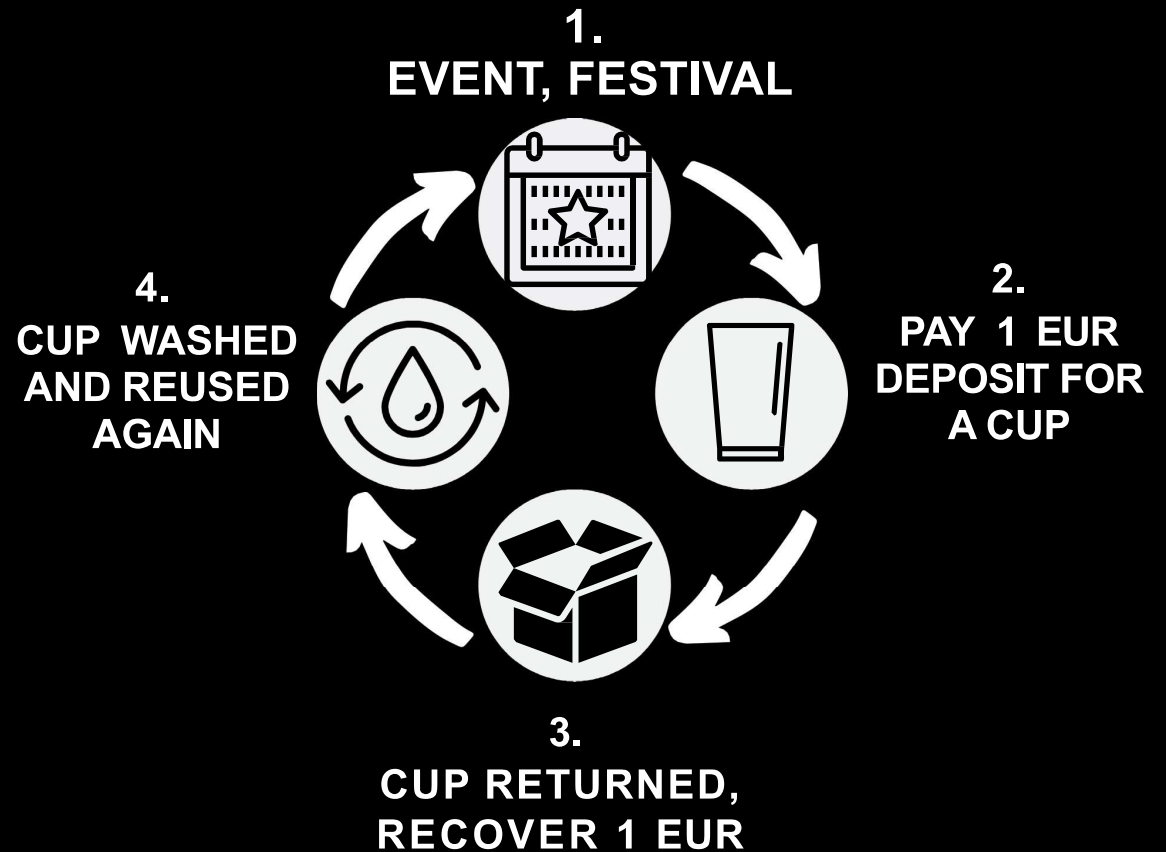 1.
EVENT, FESTIVAL
2.
PAY 1 EUR
DEPOSIT FOR
A CUP
3.
CUP RETURNED,
RECOVER 1 EUR
4.
CUP WASHED
AND REUSED
AGAIN